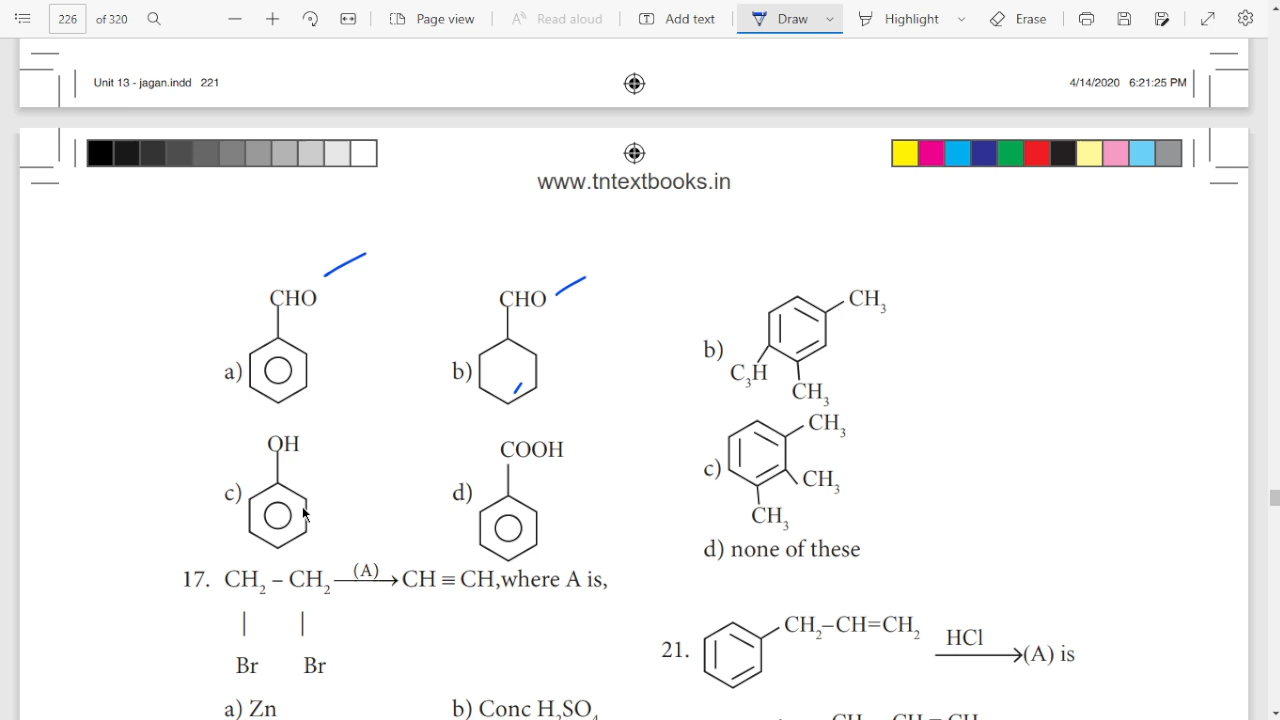 226 of 320 Page view Read aloud Add text Draw Highlight Erase
Unit 13 - jagan.indd 221 4/14/2020 6:21:25 PM
www.tntextbooks.in
CHO
a)
CHO
b)
OH
c)
COOH
d)
17. CH₂ – CH₂ (A) → CH ≡ CH,where A is,
| |
Br Br
a) Zn b) Conc H₂SO₄
CH₃
b)
C₃H
CH₃
CH₃
c)
CH₃
CH₃
d) none of these
21. CH₂–CH=CH₂ HCl → (A) is